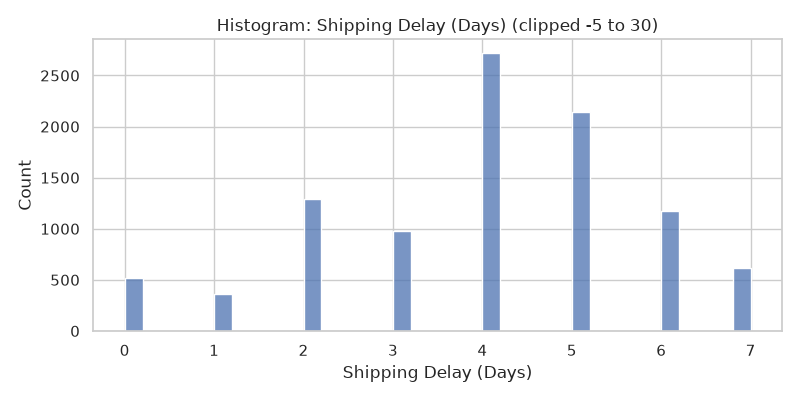 Histogram: Shipping Delay (Days) (clipped -5 to 30)
2500
2000
1500
1000
500
0
Count
0 1 2 3 4 5 6 7
Shipping Delay (Days)